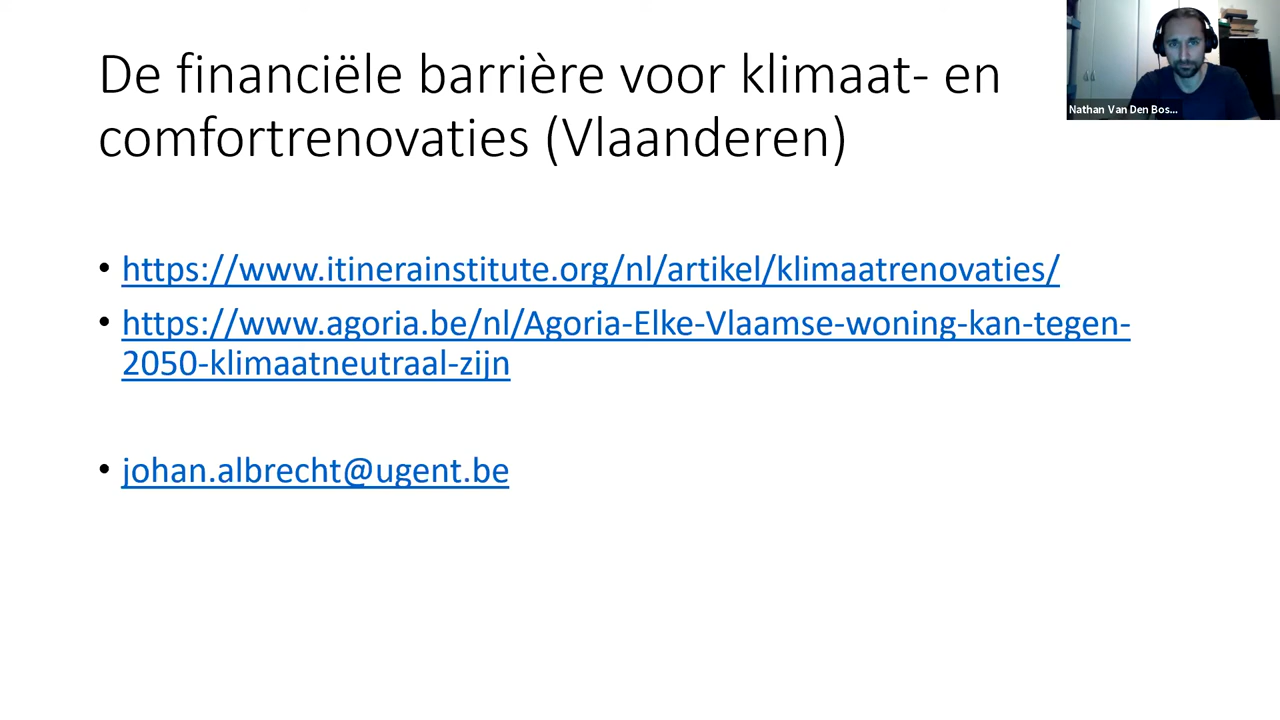 De financiële barrière voor klimaat- en
comfortrenovaties (Vlaanderen)
Nathan Van Den Bos...
• https://www.itinerainstitute.org/nl/artikel/klimaatrenovaties/
• https://www.agoria.be/nl/Agoria-Elke-Vlaamse-woning-kan-tegen-
2050-klimaatneutraal-zijn
• johan.albrecht@ugent.be